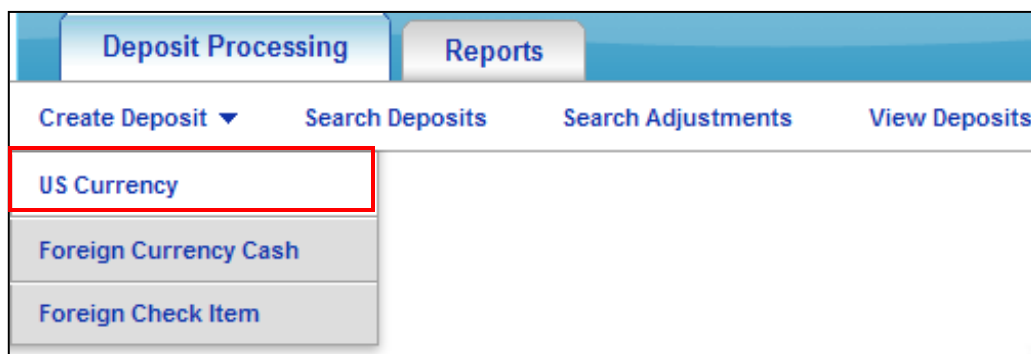 Deposit Processing Reports
Create Deposit Search Deposits Search Adjustments View Deposits
US Currency
Foreign Currency Cash
Foreign Check Item